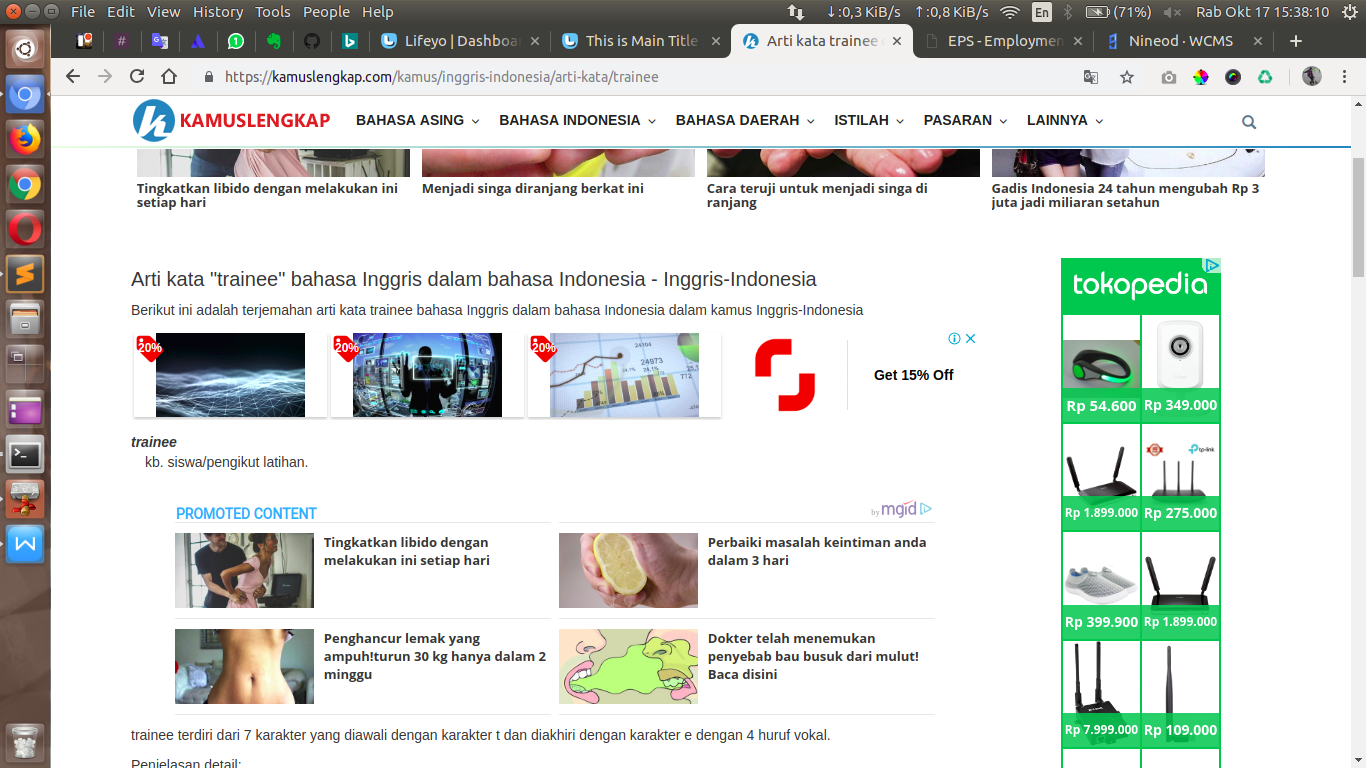 File Edit View History Tools People Help
↓:0,3 KiB/s ↑:0,8 KiB/s En (71%) Rab Okt 17 15:38:10
Lifeyo | Dashboar
This is Main Title
Arti kata trainee
EPS - Employmen
Nineod · WCMS
https://kamuslengkap.com/kamus/inggris-indonesia/arti-kata/trainee
KAMUSLENGKAP
BAHASA ASING
BAHASA INDONESIA
BAHASA DAERAH
ISTILAH
PASARAN
LAINNYA
Tingkatkan libido dengan melakukan ini
setiap hari
Menjadi singa diranjang berkat ini
Cara teruji untuk menjadi singa di
ranjang
Gadis Indonesia 24 tahun mengubah Rp 3
juta jadi miliaran setahun
Arti kata "trainee" bahasa Inggris dalam bahasa Indonesia - Inggris-Indonesia
Berikut ini adalah terjemahan arti kata trainee bahasa Inggris dalam bahasa Indonesia dalam kamus Inggris-Indonesia
20%
20%
20%
24973
Get 15% Off
trainee
kb. siswa/pengikut latihan.
PROMOTED CONTENT
by mgid
Tingkatkan libido dengan
melakukan ini setiap hari
Perbaiki masalah keintiman anda
dalam 3 hari
Penghancur lemak yang
ampuh!turun 30 kg hanya dalam 2
minggu
Dokter telah menemukan
penyebab bau busuk dari mulut!
Baca disini
trainee terdiri dari 7 karakter yang diawali dengan karakter t dan diakhiri dengan karakter e dengan 4 huruf vokal.
Penjelasan detail:
tokopedia
Rp 54.600
Rp 349.000
tp-link
Rp 1.899.000
Rp 275.000
Rp 399.900
Rp 1.899.000
Rp 7.999.000
Rp 109.000